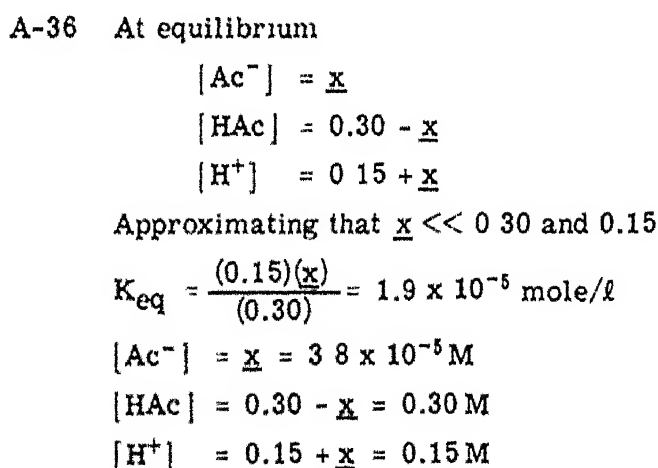 A-36 At equilibrium
[Ac⁻] = x
[HAc] = 0.30 - x
[H⁺] = 0 15 + x
Approximating that x << 0 30 and 0.15
Keq = (0.15)(x) / (0.30) = 1.9 x 10⁻⁵ mole/ℓ
[Ac⁻] = x = 3 8 x 10⁻⁵ M
[HAc] = 0.30 - x = 0.30 M
[H⁺] = 0.15 + x = 0.15 M